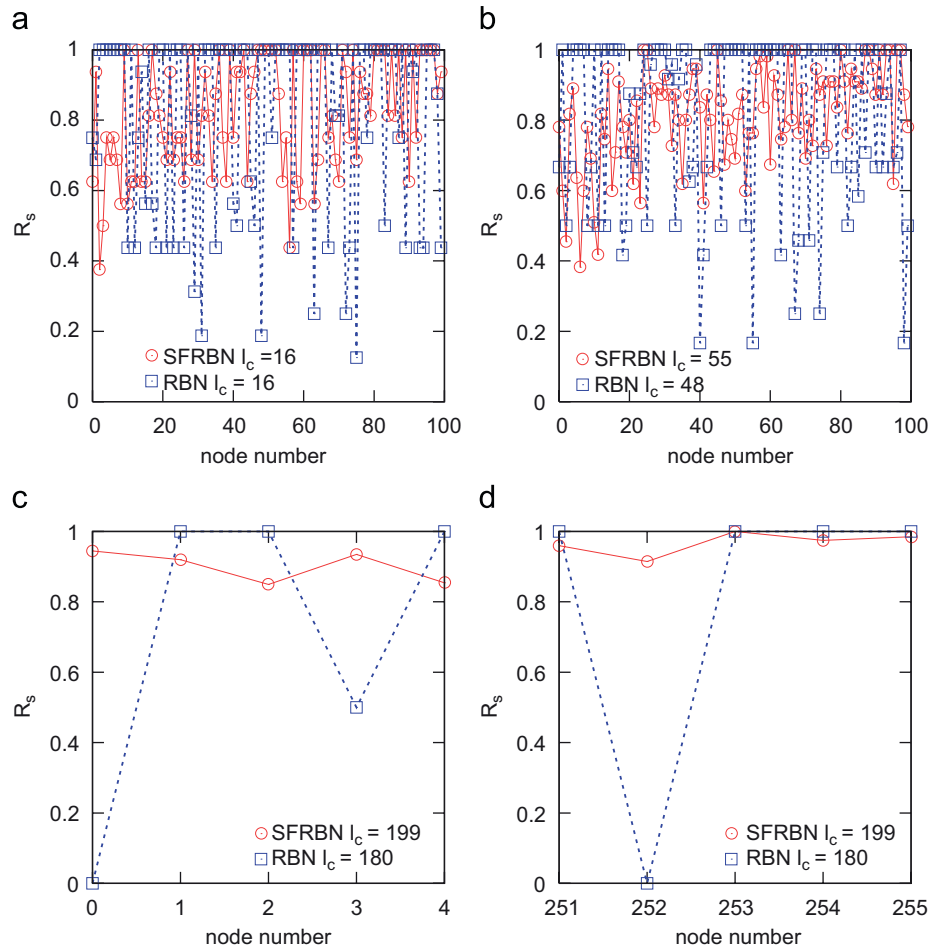 a
1
0.8
0.6
0.4
0.2
0
R_s
SFRBN l_c =16
RBN l_c = 16
0 20 40 60 80 100
node number
b
1
0.8
0.6
0.4
0.2
0
R_s
SFRBN l_c = 55
RBN l_c = 48
0 20 40 60 80 100
node number
c
1
0.8
0.6
0.4
0.2
0
R_s
SFRBN l_c = 199
RBN l_c = 180
0 1 2 3 4
node number
d
1
0.8
0.6
0.4
0.2
0
R_s
SFRBN l_c = 199
RBN l_c = 180
251 252 253 254 255
node number